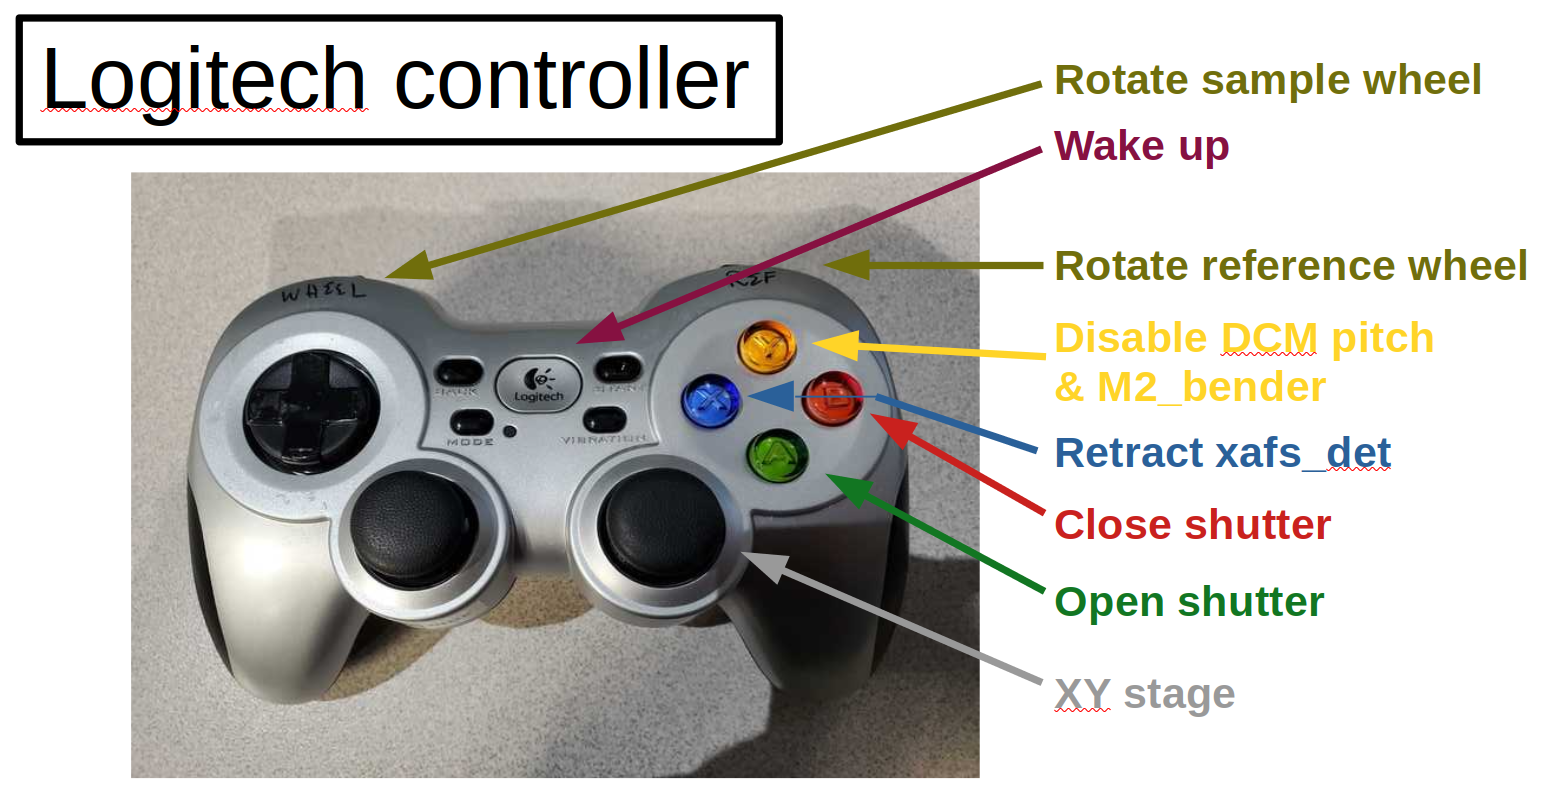 Logitech controller
Rotate sample wheel
Wake up
Rotate reference wheel
Disable DCM pitch
& M2_bender
Retract xafs_det
Close shutter
Open shutter
XY stage
WHEEL
REF
BACK
Logitech
START
MODE
VIBRATION
Y
X
B
A